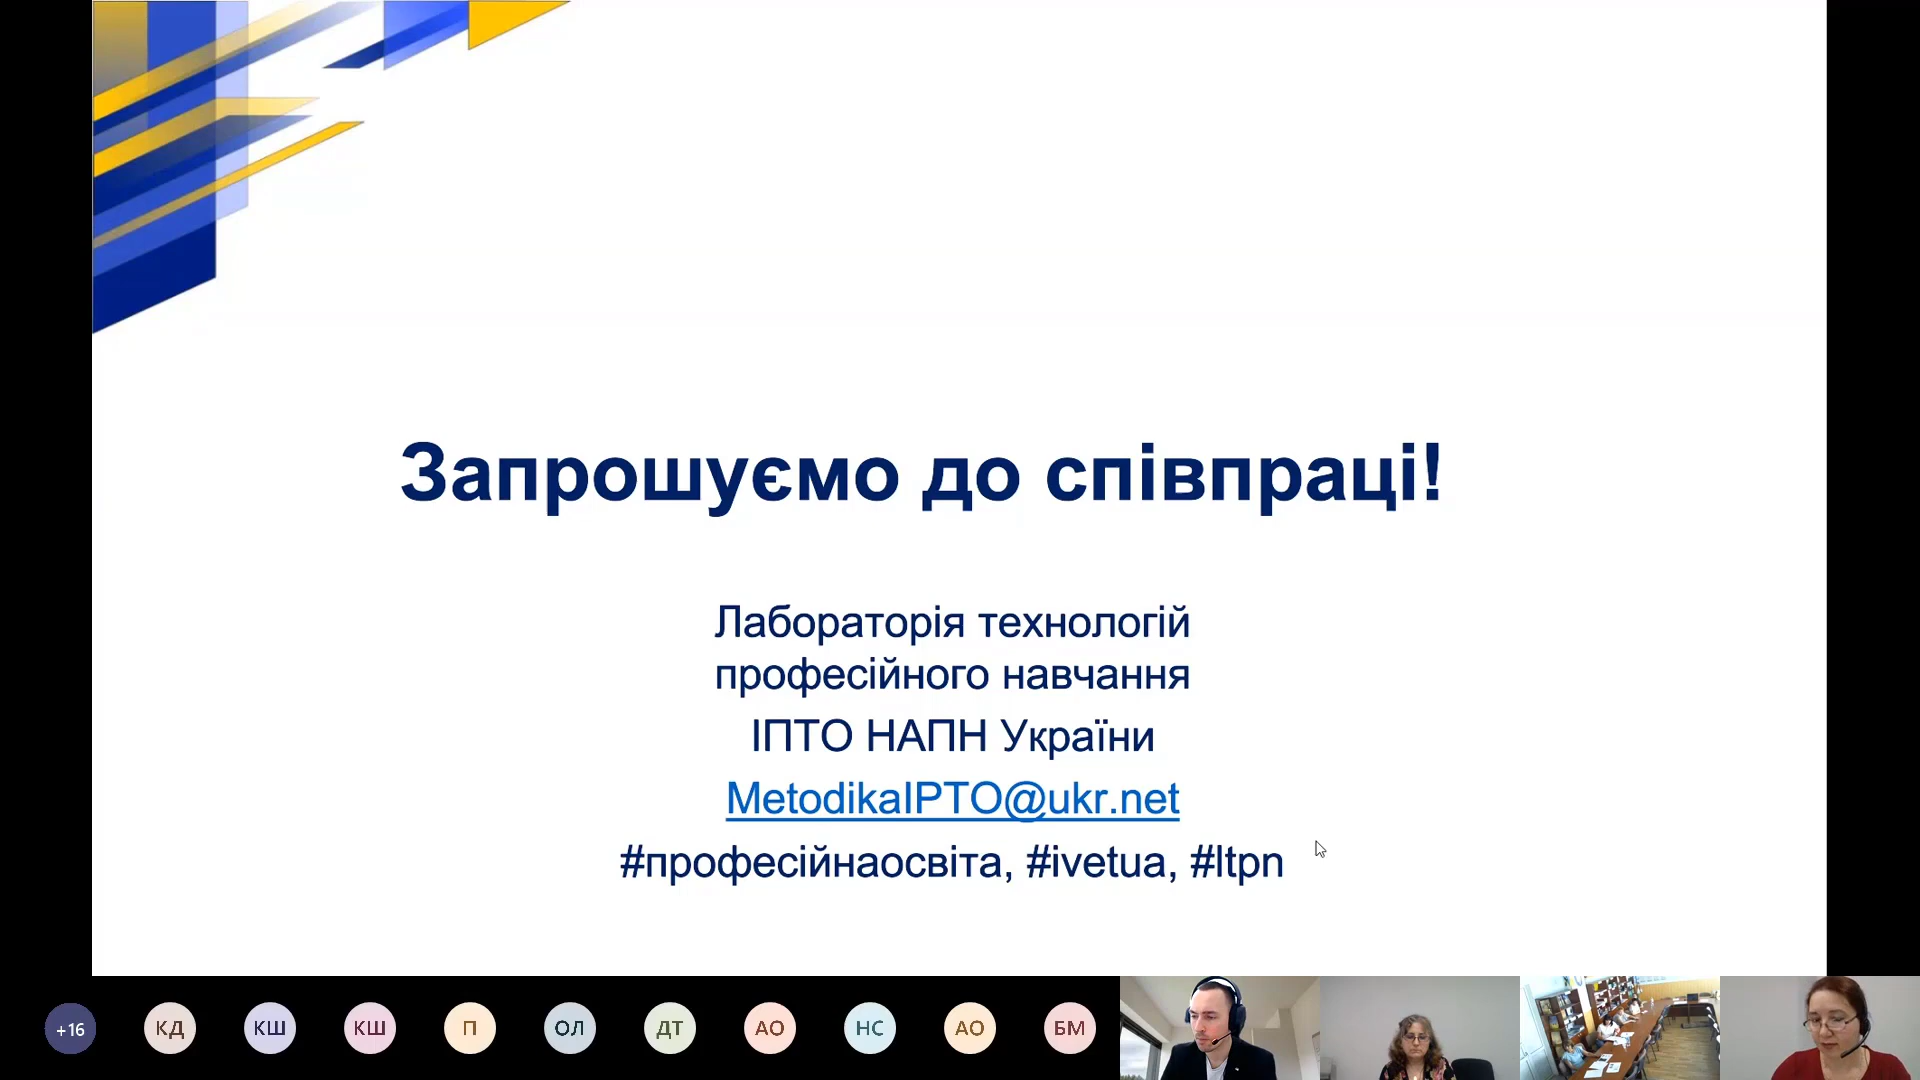 Запрошуємо до співпраці!
Лабораторія технологій
професійного навчання
ІПТО НАПН України
MetodikaIPTO@ukr.net
#професійнаосвіта, #ivetua, #ltpn
+16
КД
КШ
КШ
П
ОЛ
ДТ
АО
НС
АО
БМ